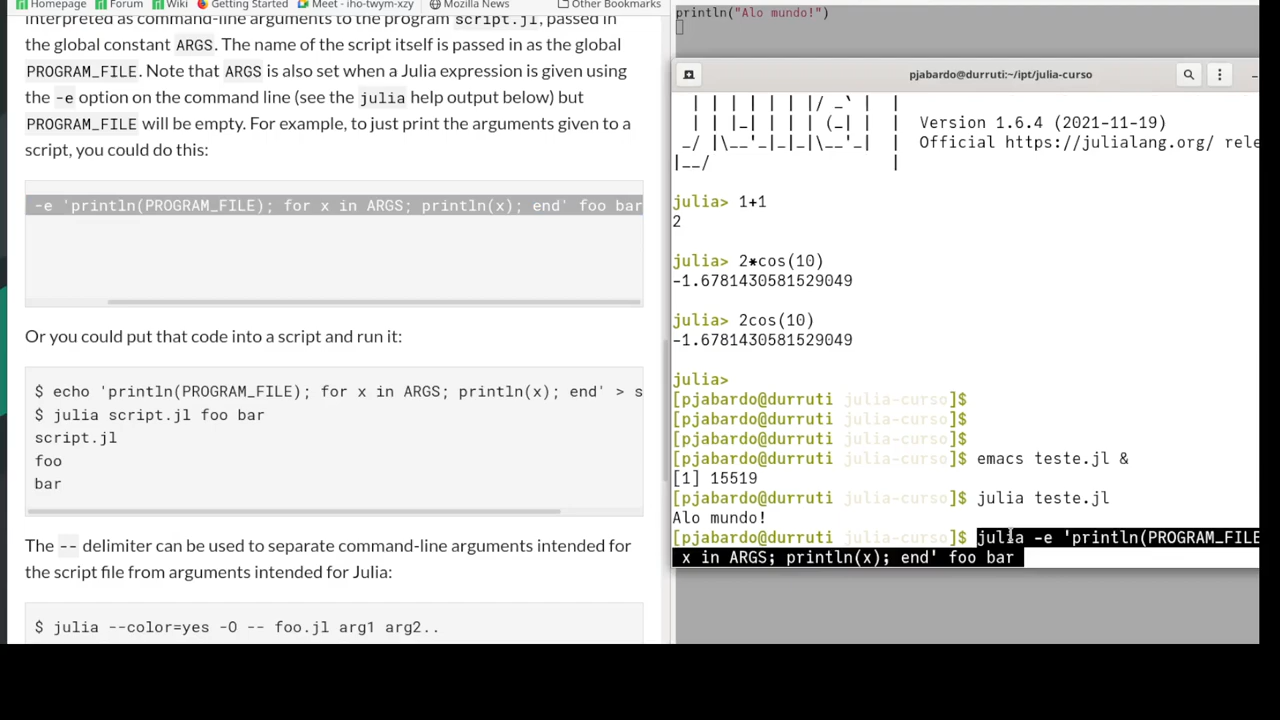 Homepage Forum Wiki Getting Started Meet - iho-twym-xzy Mozilla News Other Bookmarks
interpreted as command-line arguments to the program script.jl, passed in
the global constant ARGS. The name of the script itself is passed in as the global
PROGRAM_FILE. Note that ARGS is also set when a Julia expression is given using
the -e option on the command line (see the julia help output below) but
PROGRAM_FILE will be empty. For example, to just print the arguments given to a
script, you could do this:
-e 'println(PROGRAM_FILE); for x in ARGS; println(x); end' foo bar
Or you could put that code into a script and run it:
$ echo 'println(PROGRAM_FILE); for x in ARGS; println(x); end' > s
$ julia script.jl foo bar
script.jl
foo
bar
The -- delimiter can be used to separate command-line arguments intended for
the script file from arguments intended for Julia:
$ julia --color=yes -O -- foo.jl arg1 arg2..
println("Alo mundo!")
pjabardo@durruti:~/ipt/julia-curso
| | | | | | |/ _` | |
| | |_| | | | (_| | | Version 1.6.4 (2021-11-19)
_/ |\__'_|_|_|\__'_| | Official https://julialang.org/ rele
|__/ |
julia> 1+1
2
julia> 2*cos(10)
-1.6781430581529049
julia> 2cos(10)
-1.6781430581529049
julia>
[pjabardo@durruti julia-curso]$
[pjabardo@durruti julia-curso]$
[pjabardo@durruti julia-curso]$
[pjabardo@durruti julia-curso]$ emacs teste.jl &
[1] 15519
[pjabardo@durruti julia-curso]$ julia teste.jl
Alo mundo!
[pjabardo@durruti julia-curso]$ julia -e 'println(PROGRAM_FILE
x in ARGS; println(x); end' foo bar